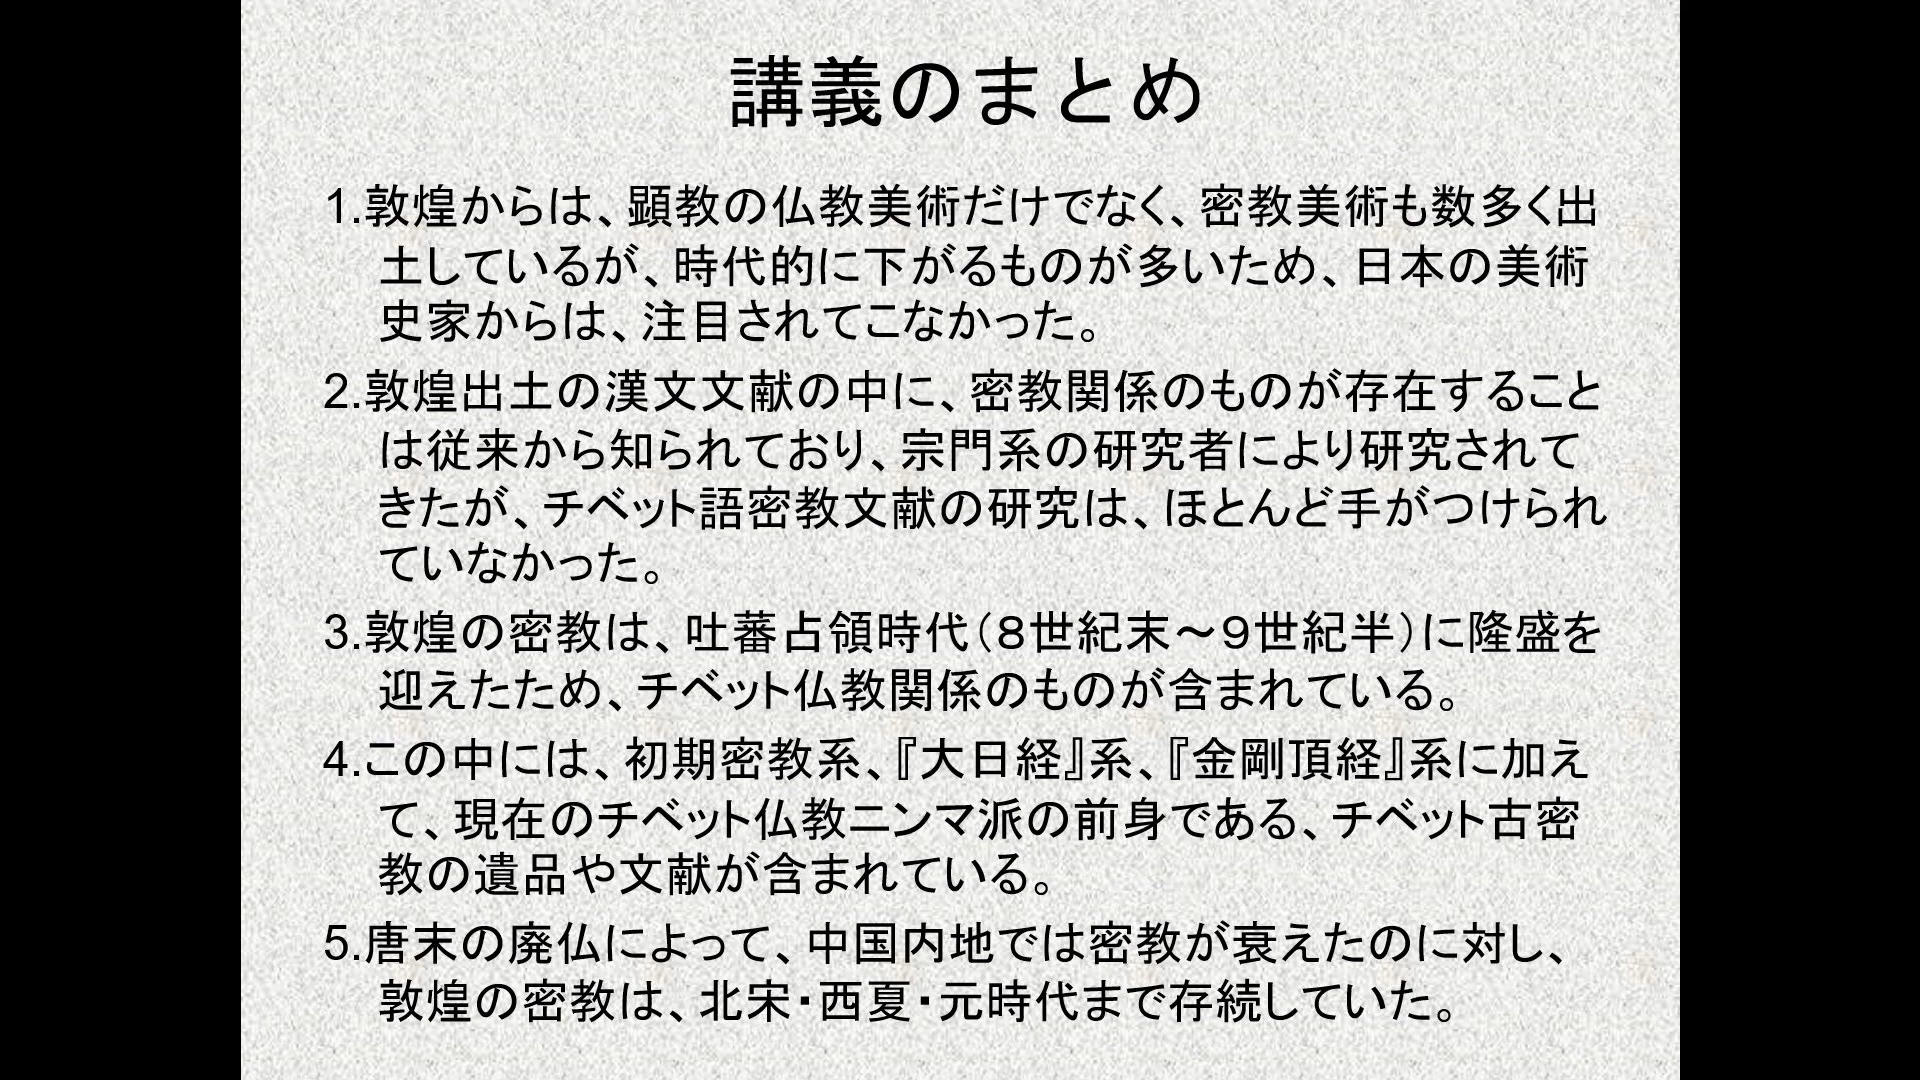 講義のまとめ
1.敦煌からは、顕教の仏教美術だけでなく、密教美術も数多く出
土しているが、時代的に下がるものが多いため、日本の美術
史家からは、注目されてこなかった。
2.敦煌出土の漢文文献の中に、密教関係のものが存在すること
は従来から知られており、宗門系の研究者により研究されて
きたが、チベット語密教文献の研究は、ほとんど手がつけられ
ていなかった。
3.敦煌の密教は、吐蕃占領時代（８世紀末～９世紀半）に隆盛を
迎えたため、チベット仏教関係のものが含まれている。
4.この中には、初期密教系、『大日経』系、『金剛頂経』系に加え
て、現在のチベット仏教ニンマ派の前身である、チベット古密
教の遺品や文献が含まれている。
5.唐末の廃仏によって、中国内地では密教が衰えたのに対し、
敦煌の密教は、北宋・西夏・元時代まで存続していた。